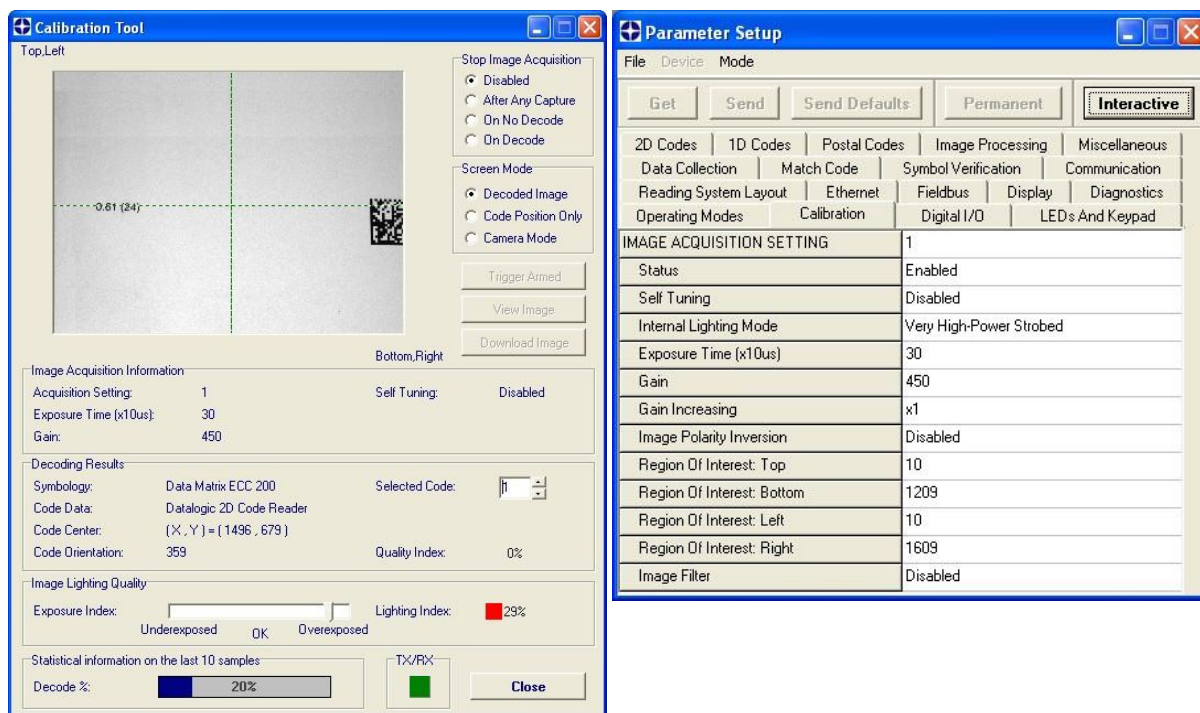 Calibration Tool
Top,Left
0.61 (24)
Bottom,Right
Stop Image Acquisition
Disabled
After Any Capture
On No Decode
On Decode
Screen Mode
Decoded Image
Code Position Only
Camera Mode
Trigger Armed
View Image
Download Image
Image Acquisition Information
Acquisition Setting: 1 Self Tuning: Disabled
Exposure Time (x10us): 30
Gain: 450
Decoding Results
Symbology: Data Matrix ECC 200 Selected Code: 1
Code Data: Datalogic 2D Code Reader
Code Center: ( X , Y ) = ( 1496 , 679 )
Code Orientation: 359 Quality Index: 0%
Image Lighting Quality
Exposure Index: Lighting Index: 29%
Underexposed OK Overexposed
Statistical information on the last 10 samples
Decode %: 20%
TX/RX
Close
Parameter Setup
File Device Mode
Get Send Send Defaults Permanent Interactive
2D Codes 1D Codes Postal Codes Image Processing Miscellaneous
Data Collection Match Code Symbol Verification Communication
Reading System Layout Ethernet Fieldbus Display Diagnostics
Operating Modes Calibration Digital I/O LEDs And Keypad
IMAGE ACQUISITION SETTING 1
Status Enabled
Self Tuning Disabled
Internal Lighting Mode Very High-Power Strobed
Exposure Time (x10us) 30
Gain 450
Gain Increasing x1
Image Polarity Inversion Disabled
Region Of Interest: Top 10
Region Of Interest: Bottom 1209
Region Of Interest: Left 10
Region Of Interest: Right 1609
Image Filter Disabled